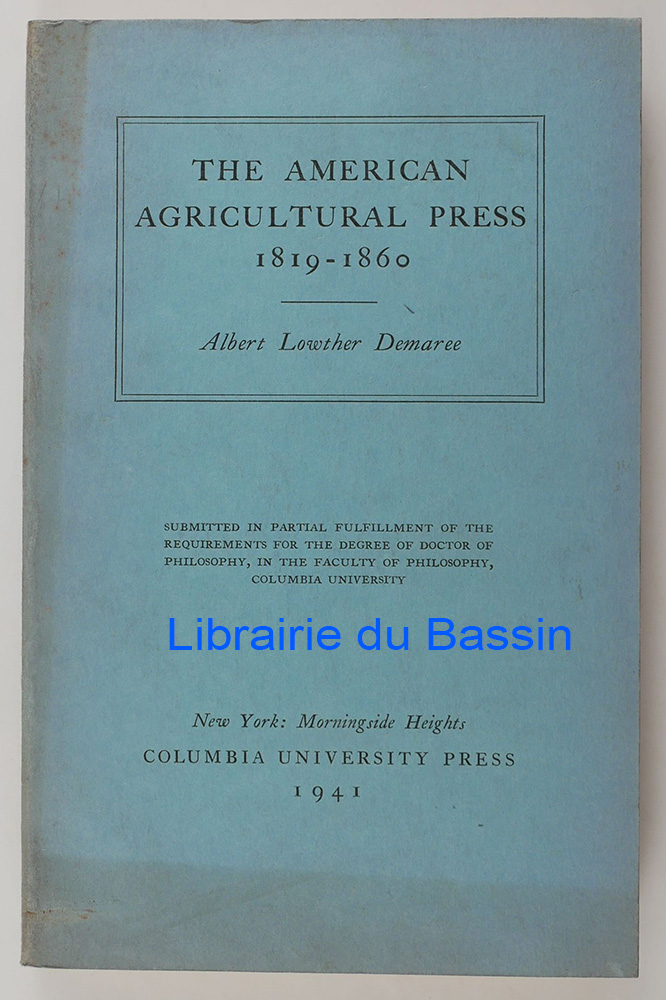 THE AMERICAN
AGRICULTURAL PRESS
1819-1860
Albert Lowther Demaree
SUBMITTED IN PARTIAL FULFILLMENT OF THE
REQUIREMENTS FOR THE DEGREE OF DOCTOR OF
PHILOSOPHY, IN THE FACULTY OF PHILOSOPHY,
COLUMBIA UNIVERSITY
Librairie du Bassin
New York: Morningside Heights
COLUMBIA UNIVERSITY PRESS
1941